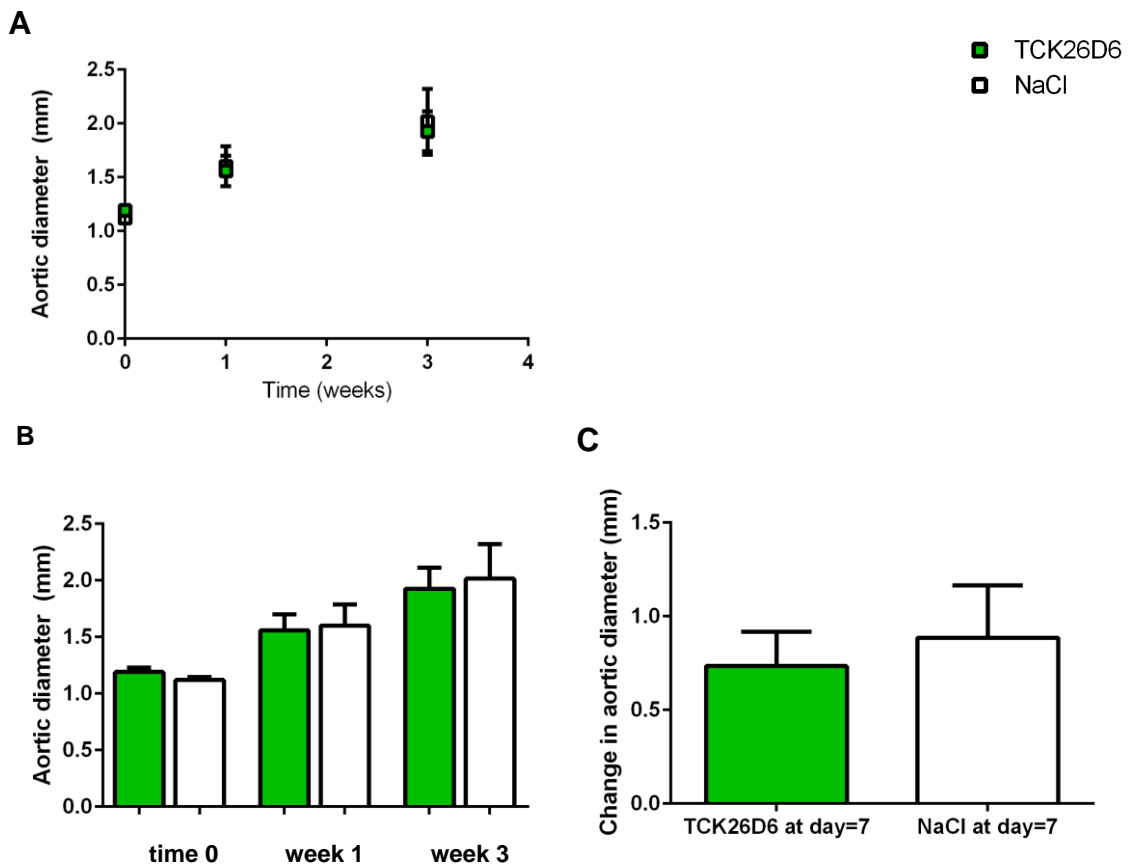 A
TCK26D6
NaCl
Aortic diameter (mm)
2.5
2.0
1.5
1.0
0.5
0.0
0 1 2 3 4
Time (weeks)
B
Aortic diameter (mm)
2.5
2.0
1.5
1.0
0.5
0.0
time 0 week 1 week 3
C
Change in aortic diameter (mm)
1.5
1.0
0.5
0.0
TCK26D6 at day=7 NaCl at day=7